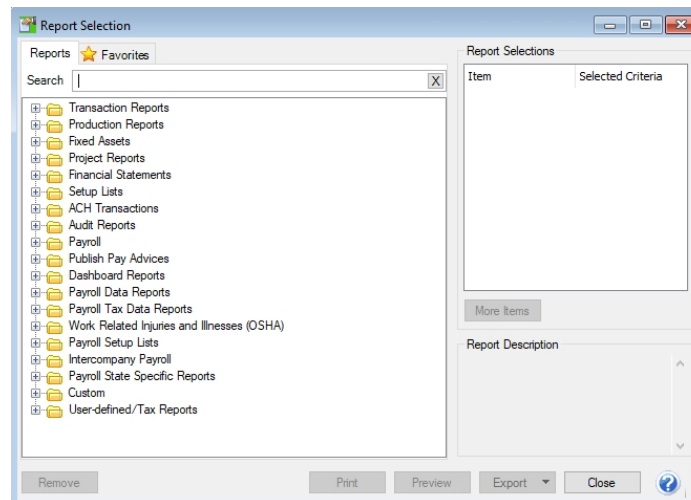 Report Selection
Reports
Favorites
Search
X
Transaction Reports
Production Reports
Fixed Assets
Project Reports
Financial Statements
Setup Lists
ACH Transactions
Audit Reports
Payroll
Publish Pay Advices
Dashboard Reports
Payroll Data Reports
Payroll Tax Data Reports
Work Related Injuries and Illnesses (OSHA)
Payroll Setup Lists
Intercompany Payroll
Payroll State Specific Reports
Custom
User-defined/Tax Reports
Report Selections
Item Selected Criteria
More Items
Report Description
Remove Print Preview Export Close ?